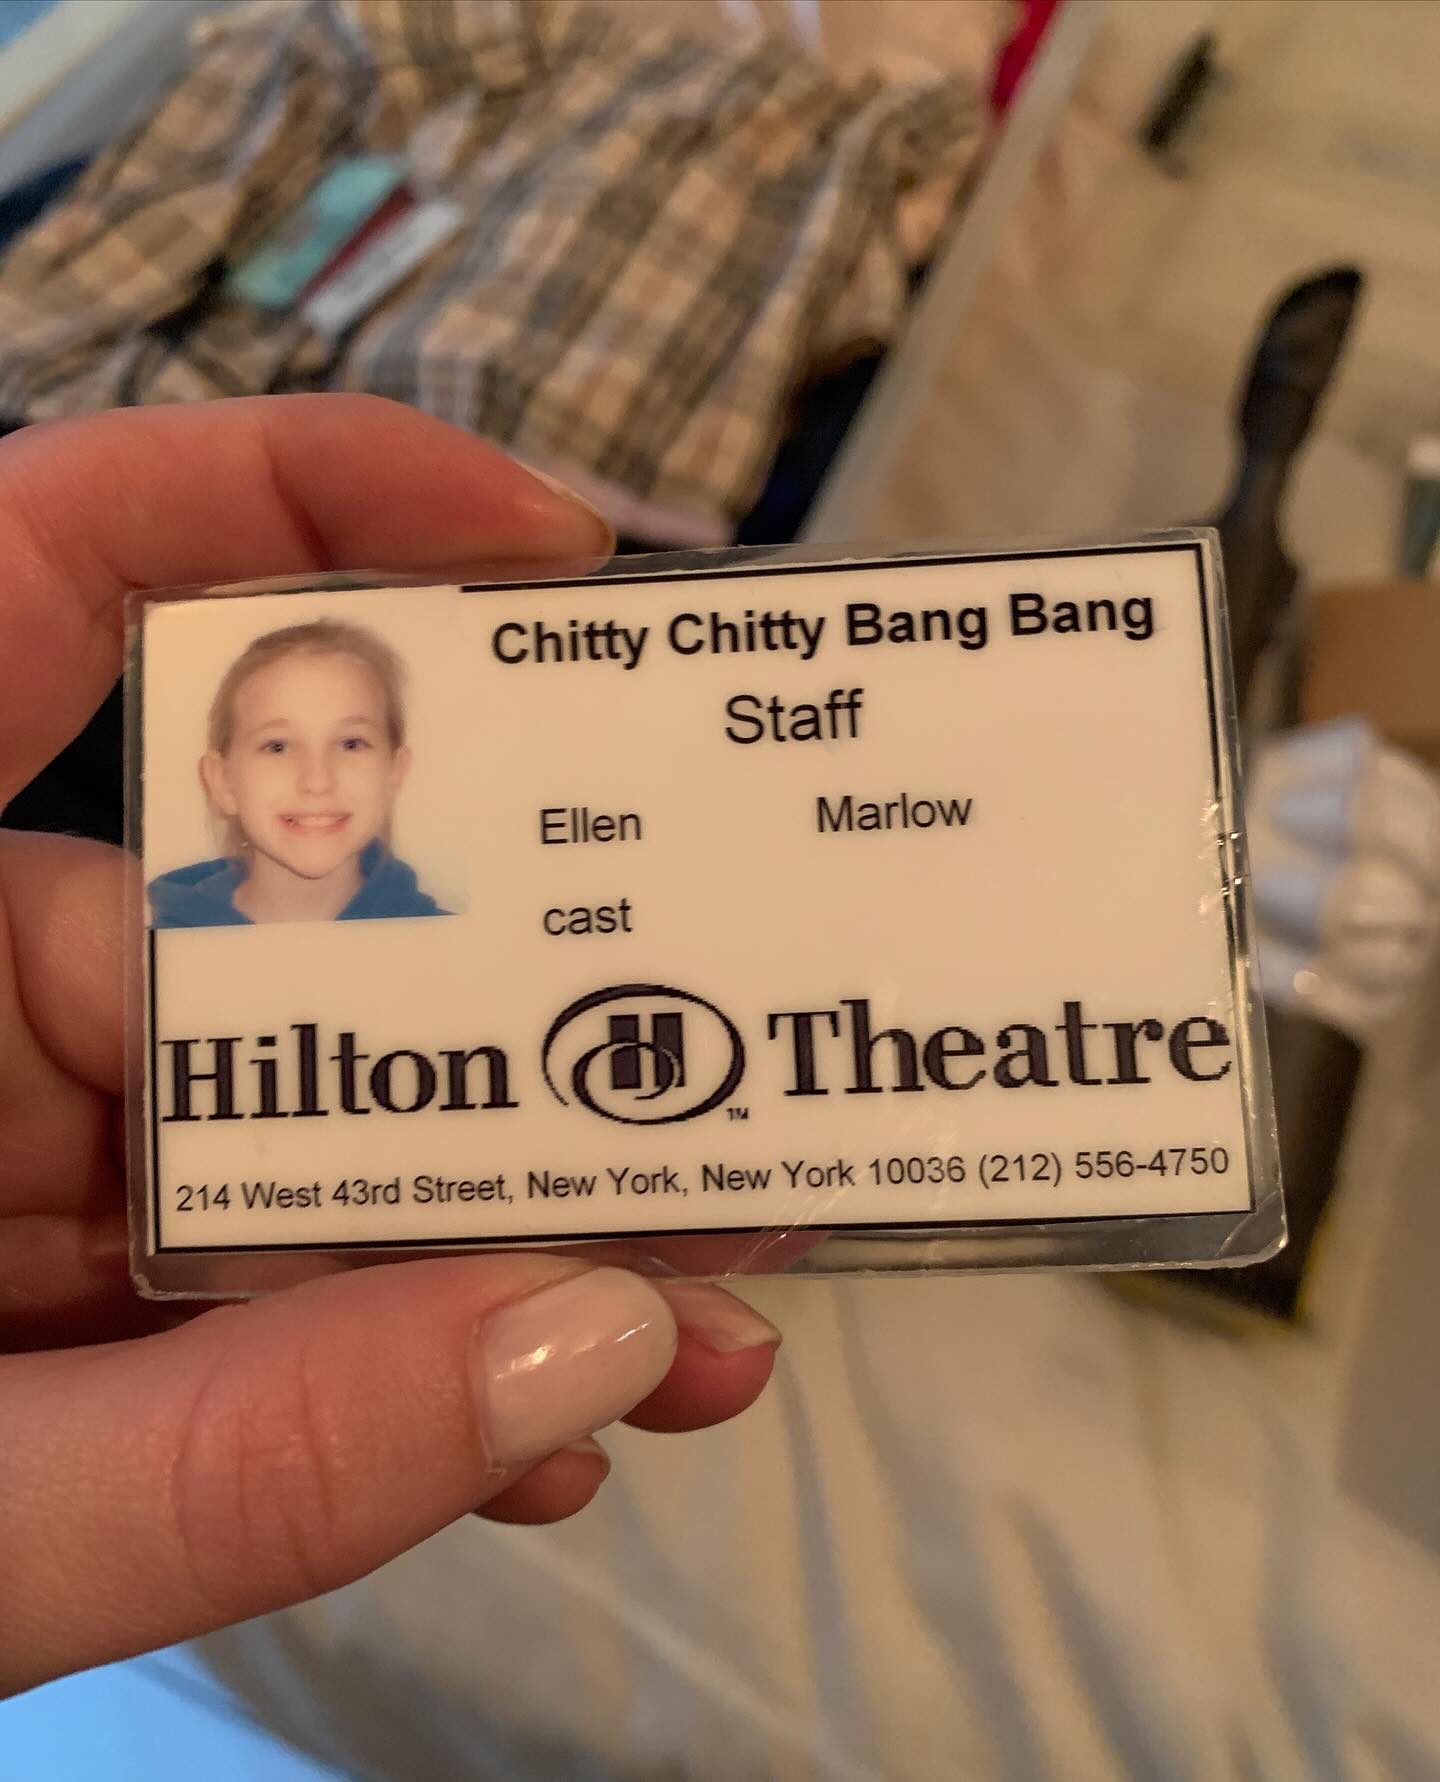 Chitty Chitty Bang Bang
Staff
Ellen Marlow
cast
Hilton H Theatre
TM
214 West 43rd Street, New York, New York 10036 (212) 556-4750